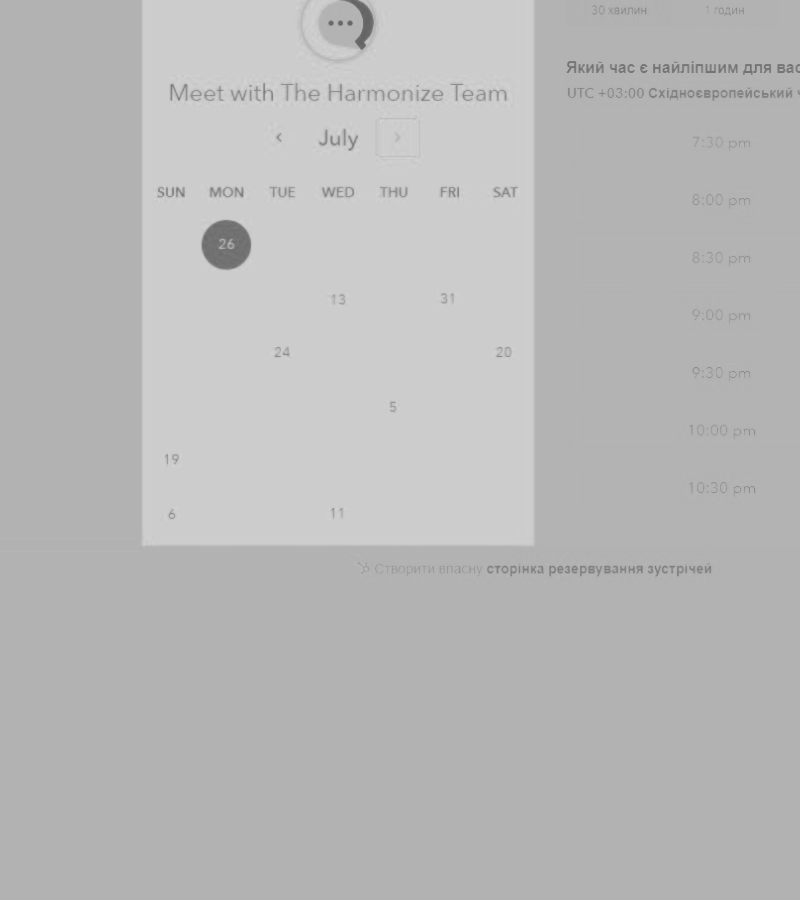 Meet with The Harmonize Team
July
SUN MON TUE WED THU FRI SAT
26
13 31
24 20
5
19
6 11
30 хвилин 1 годин
Який час є найліпшим для вас
UTC +03:00 Східноєвропейський ч
7:30 pm
8:00 pm
8:30 pm
9:00 pm
9:30 pm
10:00 pm
10:30 pm
Створити власну сторінка резервування зустрічей